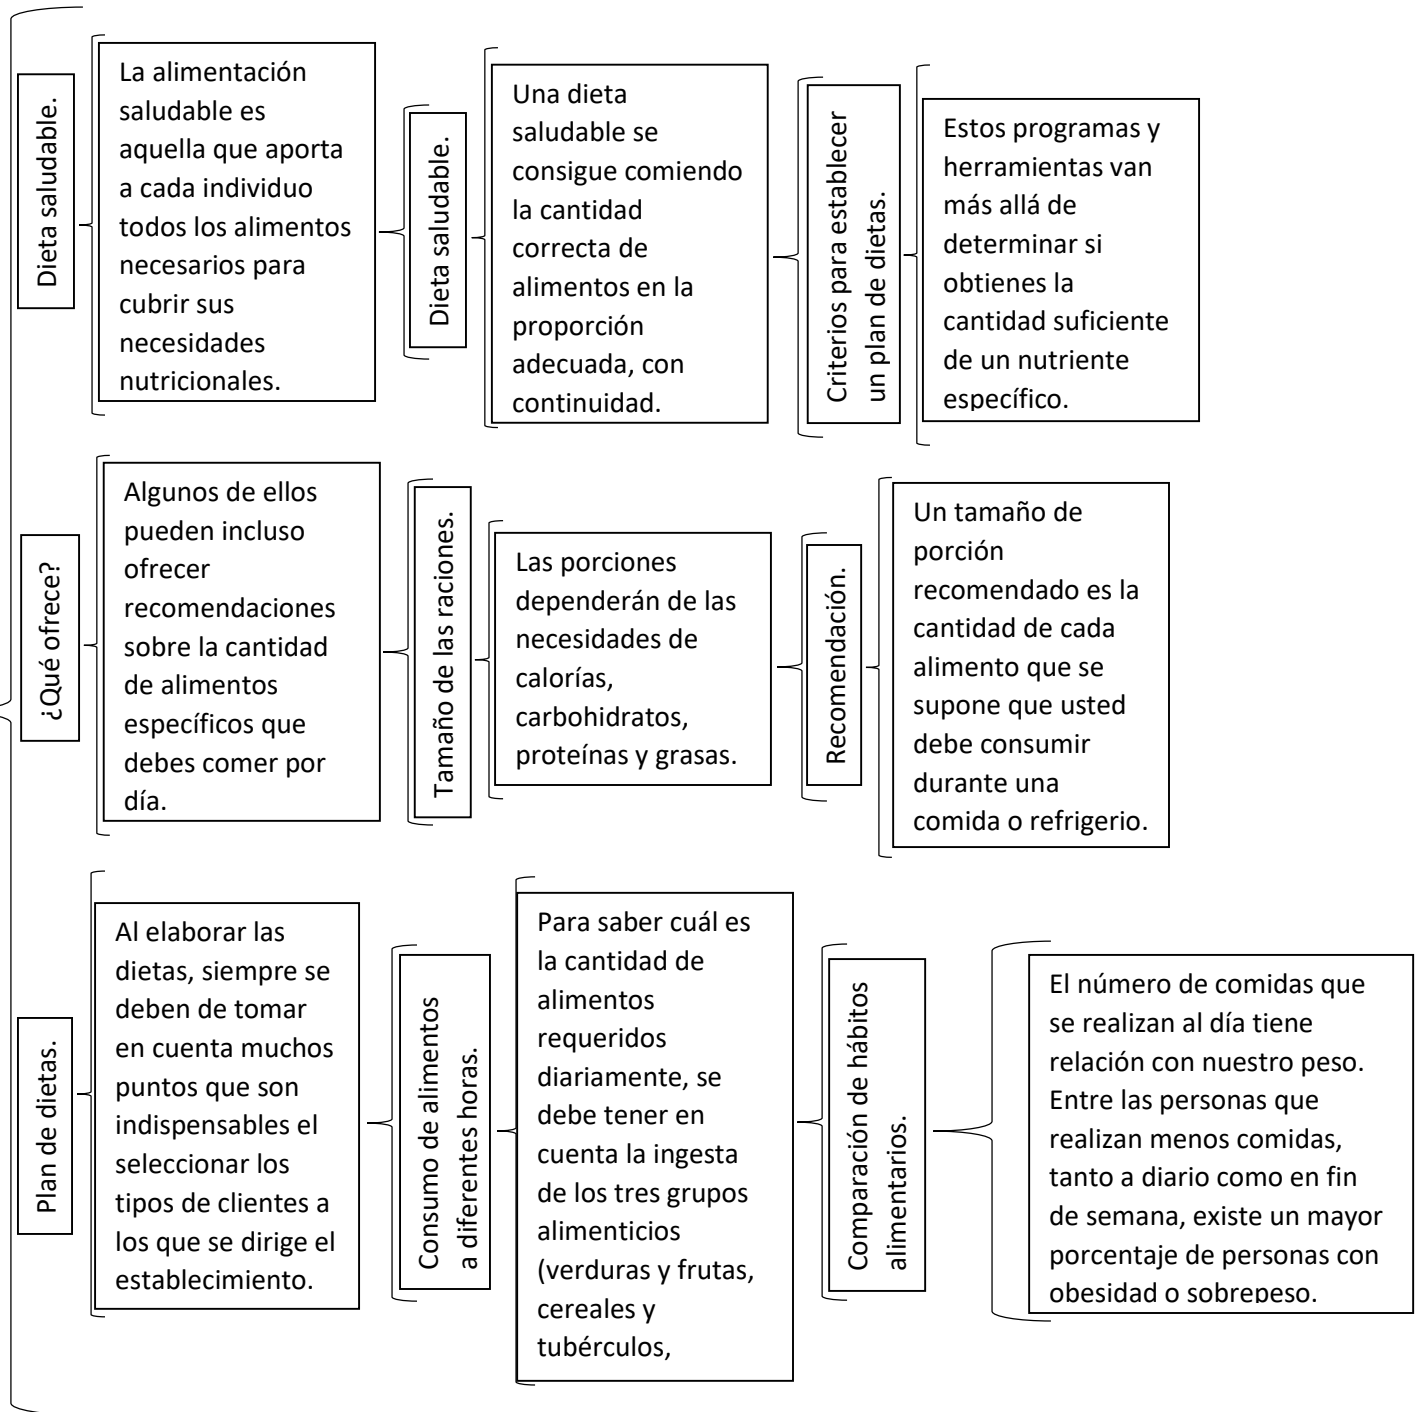 Dieta saludable.
La alimentación
saludable es
aquella que aporta
a cada individuo
todos los alimentos
necesarios para
cubrir sus
necesidades
nutricionales.
Dieta saludable.
Una dieta
saludable se
consigue comiendo
la cantidad
correcta de
alimentos en la
proporción
adecuada, con
continuidad.
Criterios para establecer
un plan de dietas.
Estos programas y
herramientas van
más allá de
determinar si
obtienes la
cantidad suficiente
de un nutriente
específico.
¿Qué ofrece?
Algunos de ellos
pueden incluso
ofrecer
recomendaciones
sobre la cantidad
de alimentos
específicos que
debes comer por
día.
Tamaño de las raciones.
Las porciones
dependerán de las
necesidades de
calorías,
carbohidratos,
proteínas y grasas.
Recomendación.
Un tamaño de
porción
recomendado es la
cantidad de cada
alimento que se
supone que usted
debe consumir
durante una
comida o refrigerio.
Plan de dietas.
Al elaborar las
dietas, siempre se
deben de tomar
en cuenta muchos
puntos que son
indispensables el
seleccionar los
tipos de clientes a
los que se dirige el
establecimiento.
Consumo de alimentos
a diferentes horas.
Para saber cuál es
la cantidad de
alimentos
requeridos
diariamente, se
debe tener en
cuenta la ingesta
de los tres grupos
alimenticios
(verduras y frutas,
cereales y
tubérculos,
Comparación de hábitos
alimentarios.
El número de comidas que
se realizan al día tiene
relación con nuestro peso.
Entre las personas que
realizan menos comidas,
tanto a diario como en fin
de semana, existe un mayor
porcentaje de personas con
obesidad o sobrepeso.